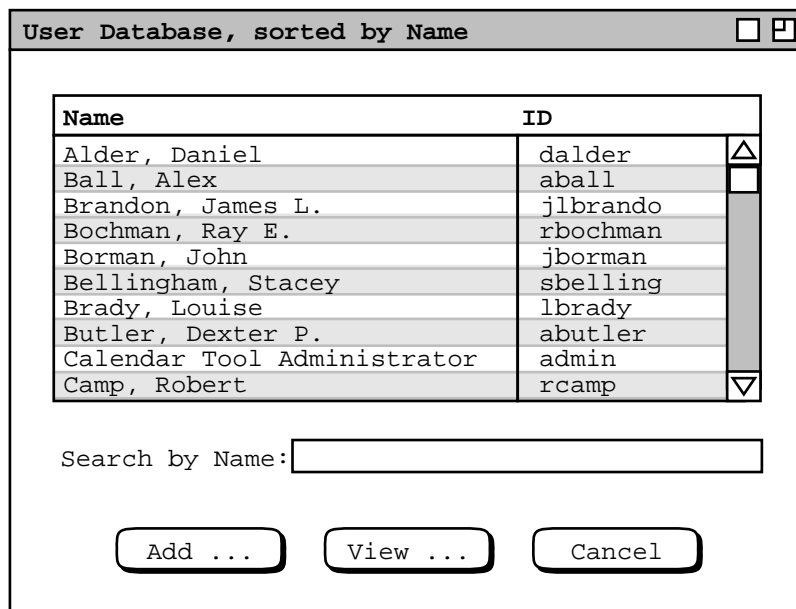 User Database, sorted by Name
Name ID
Alder, Daniel dalder
Ball, Alex aball
Brandon, James L. jlbrando
Bochman, Ray E. rbochman
Borman, John jborman
Bellingham, Stacey sbelling
Brady, Louise lbrady
Butler, Dexter P. abutler
Calendar Tool Administrator admin
Camp, Robert rcamp
Search by Name:
Add ... View ... Cancel